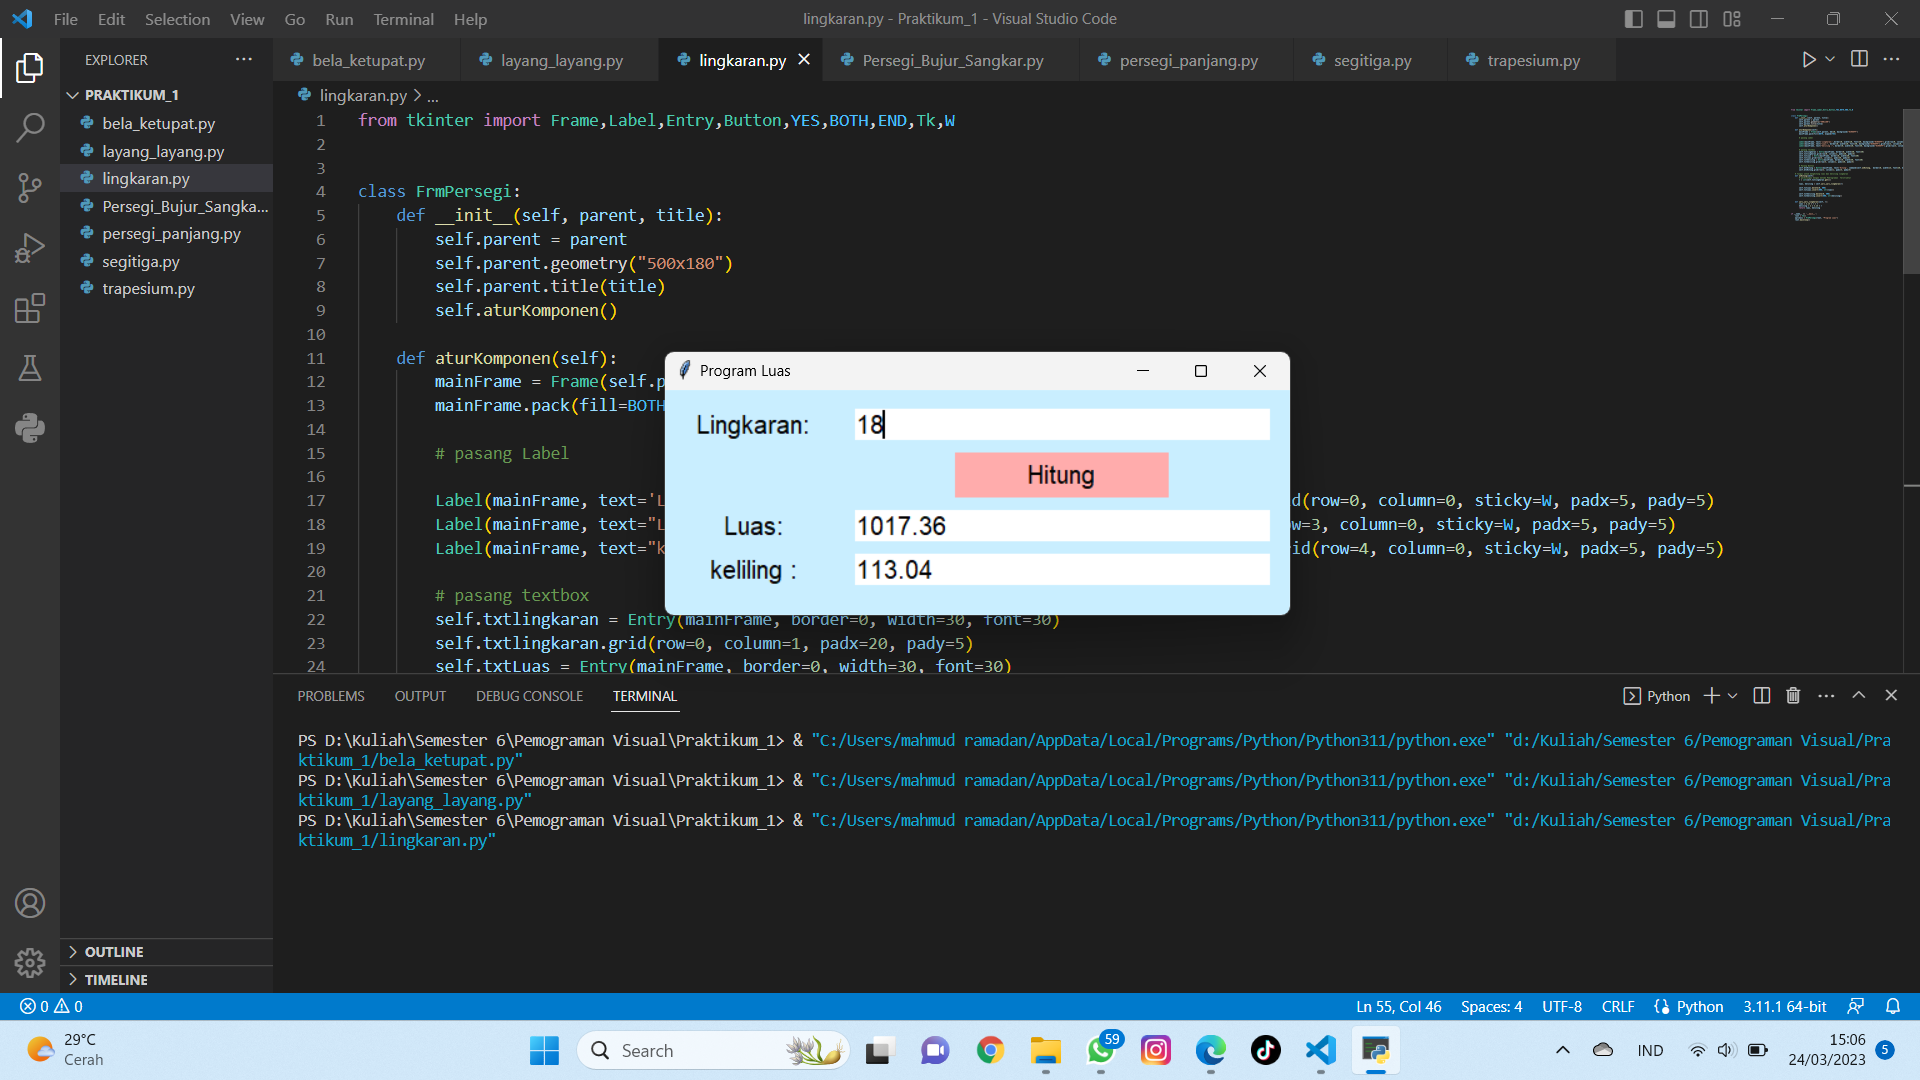 File Edit Selection View Go Run Terminal Help
lingkaran.py - Praktikum_1 - Visual Studio Code
EXPLORER
bela_ketupat.py layang_layang.py lingkaran.py Persegi_Bujur_Sangkar.py persegi_panjang.py segitiga.py trapesium.py
PRAKTIKUM_1
bela_ketupat.py
layang_layang.py
lingkaran.py
Persegi_Bujur_Sangka...
persegi_panjang.py
segitiga.py
trapesium.py
OUTLINE
TIMELINE
lingkaran.py > ...
1 from tkinter import Frame,Label,Entry,Button,YES,BOTH,END,Tk,W
2
3
4 class FrmPersegi:
5 def __init__(self, parent, title):
6 self.parent = parent
7 self.parent.geometry("500x180")
8 self.parent.title(title)
9 self.aturKomponen()
10
11 def aturKomponen(self):
12 mainFrame = Frame(self.p
13 mainFrame.pack(fill=BOTH
14
15 # pasang Label
16
17 Label(mainFrame, text='L d(row=0, column=0, sticky=W, padx=5, pady=5)
18 Label(mainFrame, text="L w=3, column=0, sticky=W, padx=5, pady=5)
19 Label(mainFrame, text="k id(row=4, column=0, sticky=W, padx=5, pady=5)
20
21 # pasang textbox
22 self.txtlingkaran = Entry(mainFrame, border=0, width=30, font=30)
23 self.txtlingkaran.grid(row=0, column=1, padx=20, pady=5)
24 self.txtLuas = Entry(mainFrame, border=0, width=30, font=30)
Program Luas
Lingkaran: 18
Hitung
Luas: 1017.36
keliling : 113.04
PROBLEMS OUTPUT DEBUG CONSOLE TERMINAL
Python
PS D:\Kuliah\Semester 6\Pemograman Visual\Praktikum_1> & "C:/Users/mahmud ramadan/AppData/Local/Programs/Python/Python311/python.exe" "d:/Kuliah/Semester 6/Pemograman Visual/Pra
ktikum_1/bela_ketupat.py"
PS D:\Kuliah\Semester 6\Pemograman Visual\Praktikum_1> & "C:/Users/mahmud ramadan/AppData/Local/Programs/Python/Python311/python.exe" "d:/Kuliah/Semester 6/Pemograman Visual/Pra
ktikum_1/layang_layang.py"
PS D:\Kuliah\Semester 6\Pemograman Visual\Praktikum_1> & "C:/Users/mahmud ramadan/AppData/Local/Programs/Python/Python311/python.exe" "d:/Kuliah/Semester 6/Pemograman Visual/Pra
ktikum_1/lingkaran.py"
0 0
Ln 55, Col 46 Spaces: 4 UTF-8 CRLF Python 3.11.1 64-bit
29°C
Cerah
Search
59
IND
15:06
24/03/2023
5